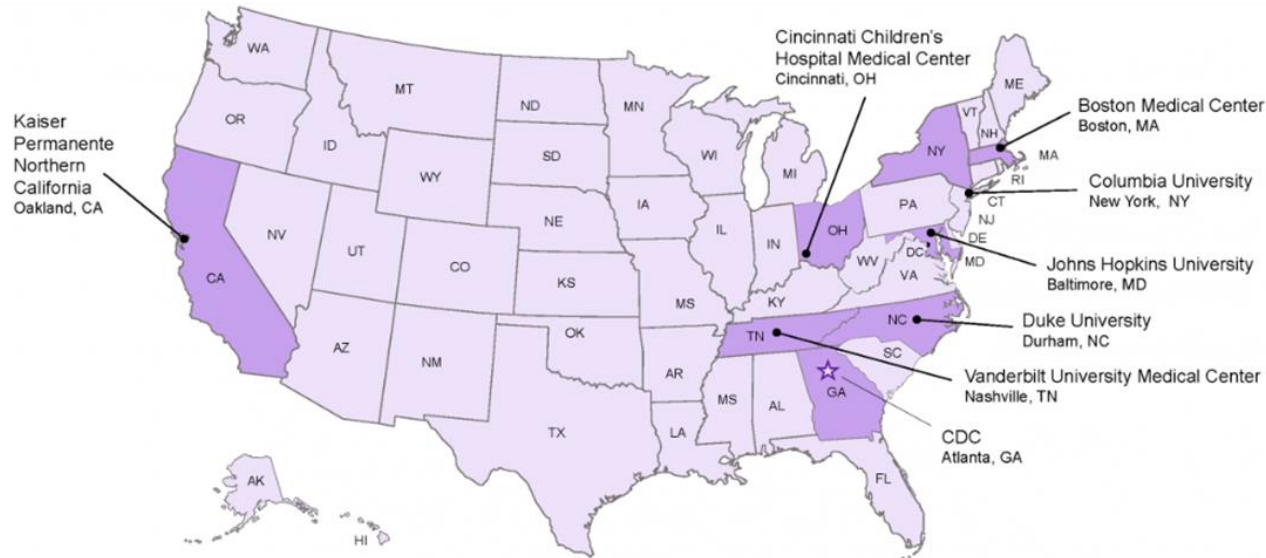 Cincinnati Children's
Hospital Medical Center
Cincinnati, OH
Boston Medical Center
Boston, MA
Columbia University
New York, NY
Johns Hopkins University
Baltimore, MD
Duke University
Durham, NC
Vanderbilt University Medical Center
Nashville, TN
CDC
Atlanta, GA
Kaiser
Permanente
Northern
California
Oakland, CA
WA
MT
ND
MN
ME
VT
NH
OR
ID
SD
WI
NY
MA
MI
RI
WY
CT
IA
PA
NJ
NE
NV
UT
IL
IN
OH
DE
DC
MD
CA
CO
WV
VA
KS
MS
KY
OK
TN
NC
AZ
NM
AR
SC
MS
AL
GA
TX
LA
FL
AK
HI